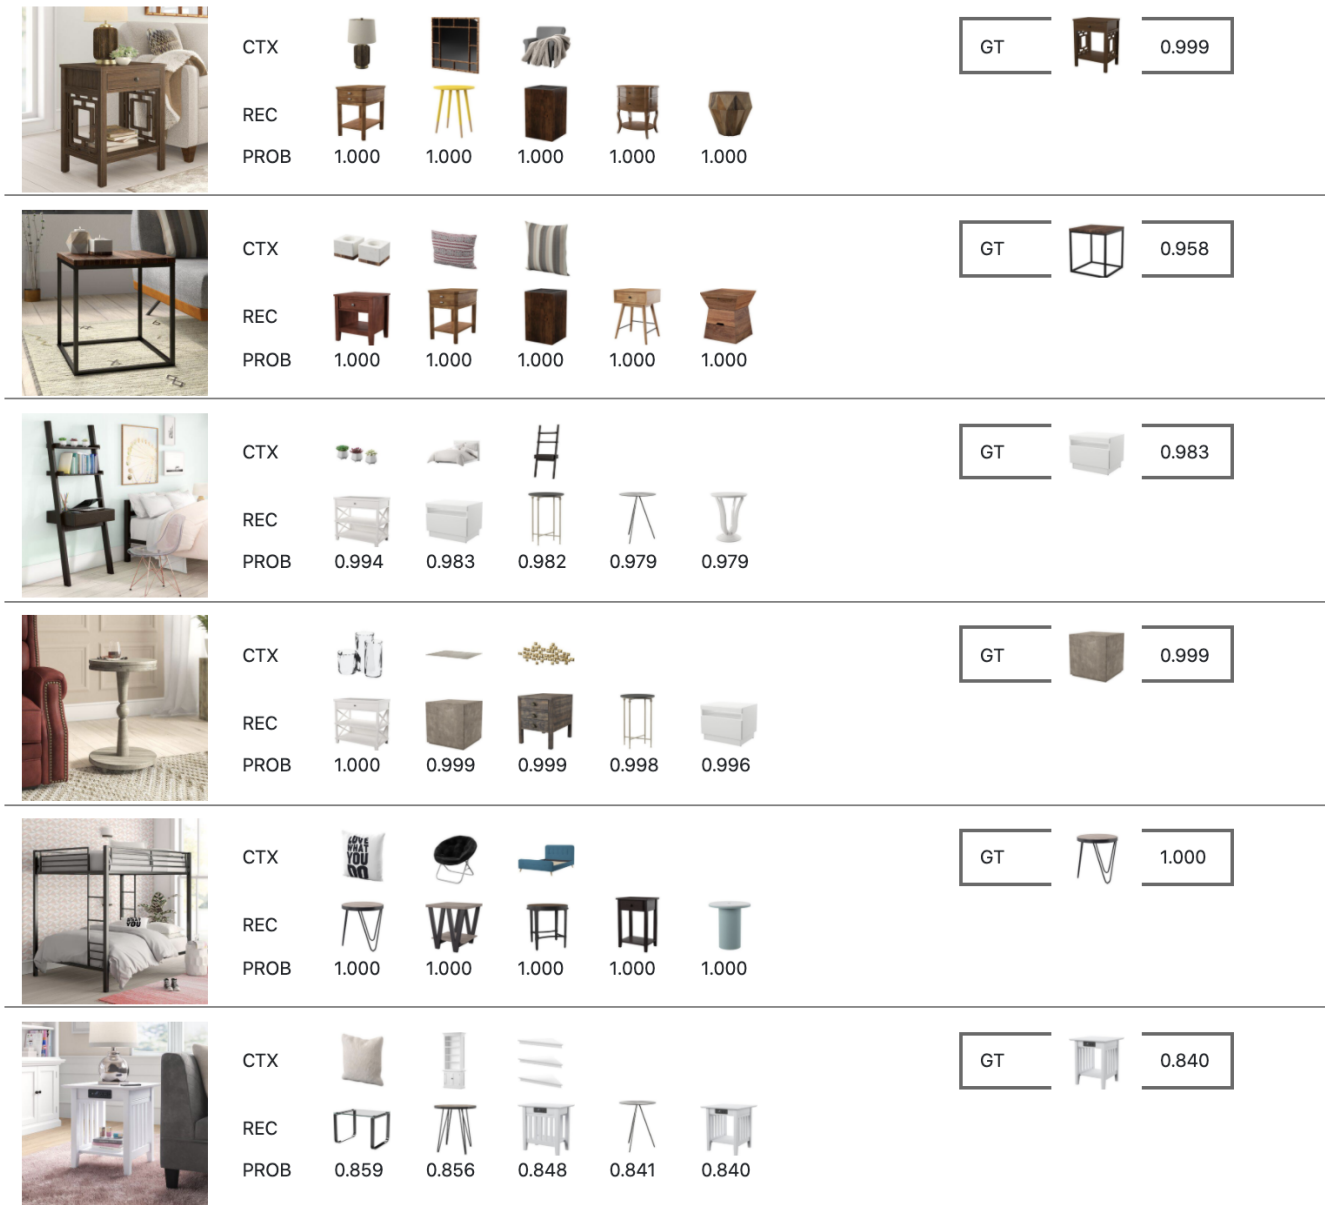 CTX GT 0.999
REC
PROB 1.000 1.000 1.000 1.000 1.000
CTX GT 0.958
REC
PROB 1.000 1.000 1.000 1.000 1.000
CTX GT 0.983
REC
PROB 0.994 0.983 0.982 0.979 0.979
CTX GT 0.999
REC
PROB 1.000 0.999 0.999 0.998 0.996
CTX LOVE WHAT YOU DO GT 1.000
REC
PROB 1.000 1.000 1.000 1.000 1.000
CTX GT 0.840
REC
PROB 0.859 0.856 0.848 0.841 0.840